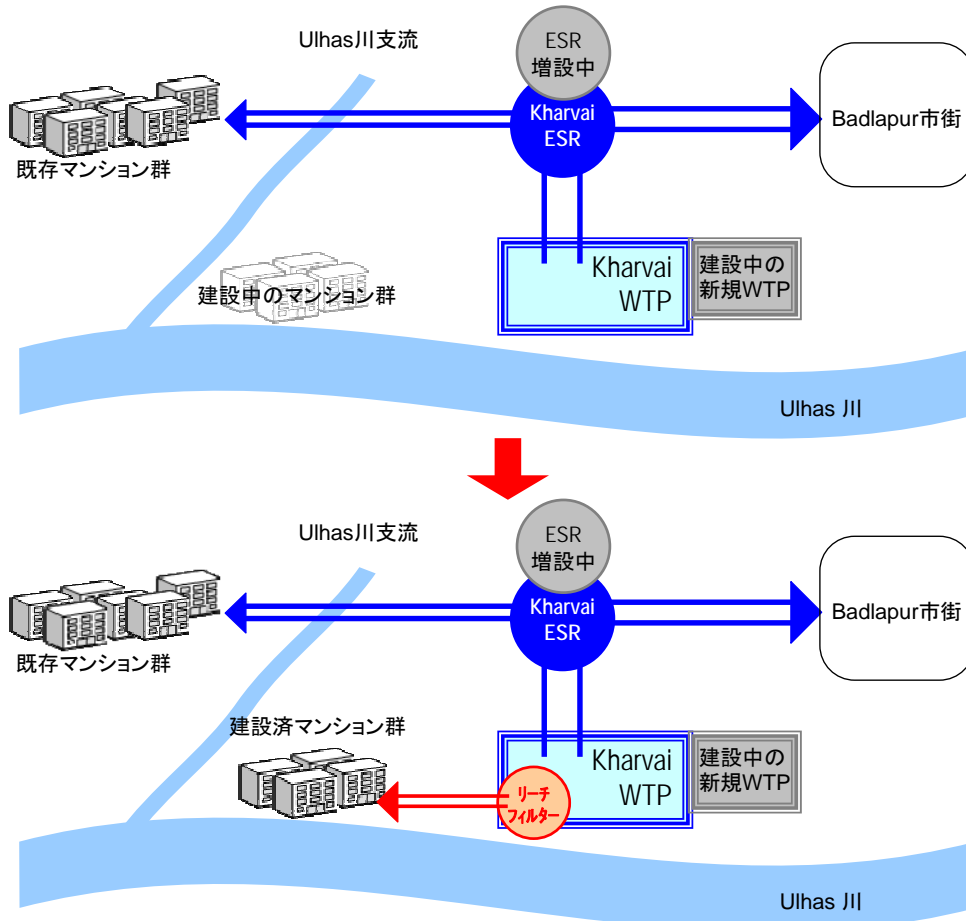 Ulhas川支流
ESR
増設中
Kharvai
ESR
Badlapur市街
既存マンション群
建設中のマンション群
Kharvai
WTP
建設中の
新規WTP
Ulhas 川
Ulhas川支流
ESR
増設中
Kharvai
ESR
Badlapur市街
既存マンション群
建設済マンション群
Kharvai
WTP
建設中の
新規WTP
リーチ
フィルター
Ulhas 川